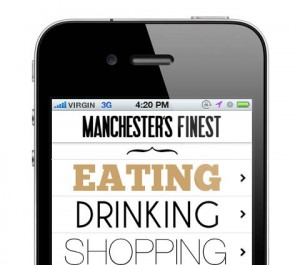 VIRGIN 3G 4:20 PM
MANCHESTER'S FINEST
EATING
DRINKING
SHOPPING